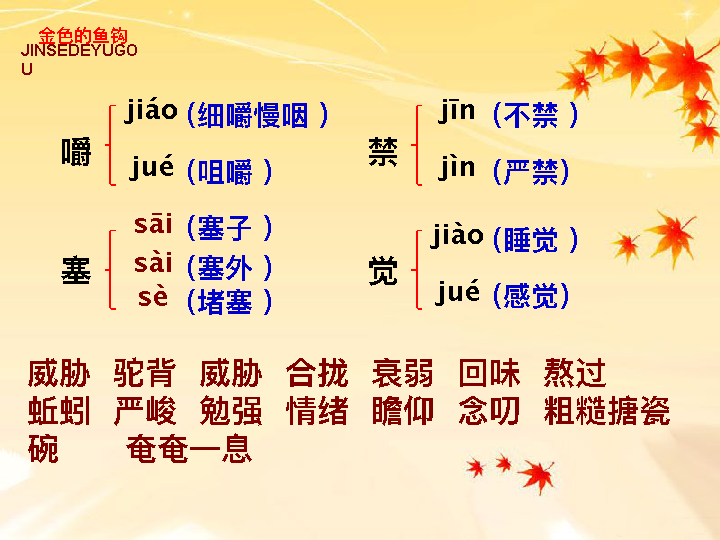 金色的鱼钩
JINSEDEYUGO
U
嚼
jiáo (细嚼慢咽 )
jué (咀嚼 )
禁
jīn (不禁 )
jìn (严禁)
塞
sāi (塞子 )
sài (塞外 )
sè (堵塞 )
觉
jiào (睡觉 )
jué (感觉)
威胁 驼背 威胁 合拢 衰弱 回味 熬过
蚯蚓 严峻 勉强 情绪 瞻仰 念叨 粗糙搪瓷
碗 奄奄一息